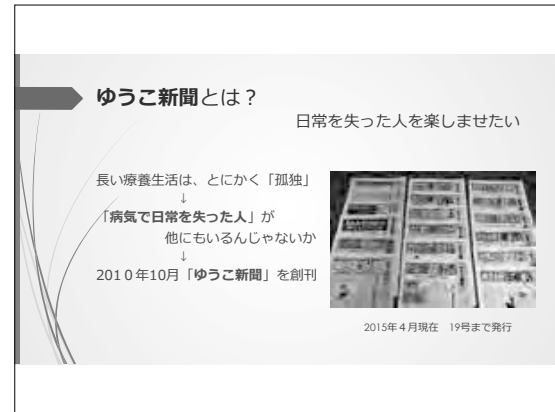 ゆうこ新聞とは？
日常を失った人を楽しませたい
長い療養生活は、とにかく「孤独」
↓
「病気で日常を失った人」が
他にもいるんじゃないか
↓
2010年10月「ゆうこ新聞」を創刊
2015年４月現在　19号まで発行